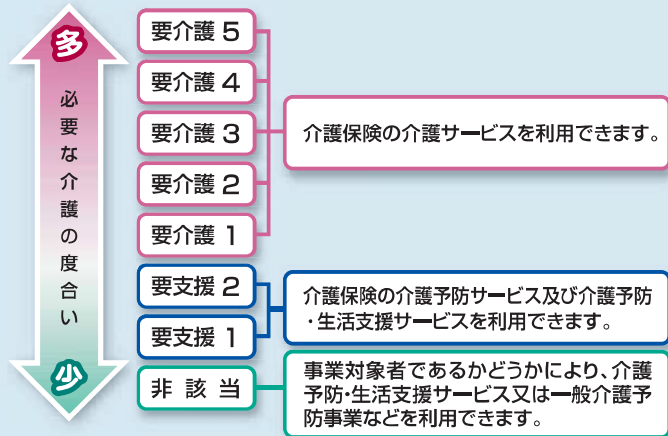 多
必要な介護の度合い
少
要介護 5
要介護 4
要介護 3
要介護 2
要介護 1
要支援 2
要支援 1
非該当
介護保険の介護サービスを利用できます。
介護保険の介護予防サービス及び介護予防
・生活支援サービスを利用できます。
事業対象者であるかどうかにより、介護
予防・生活支援サービス又は一般介護予
防事業などを利用できます。